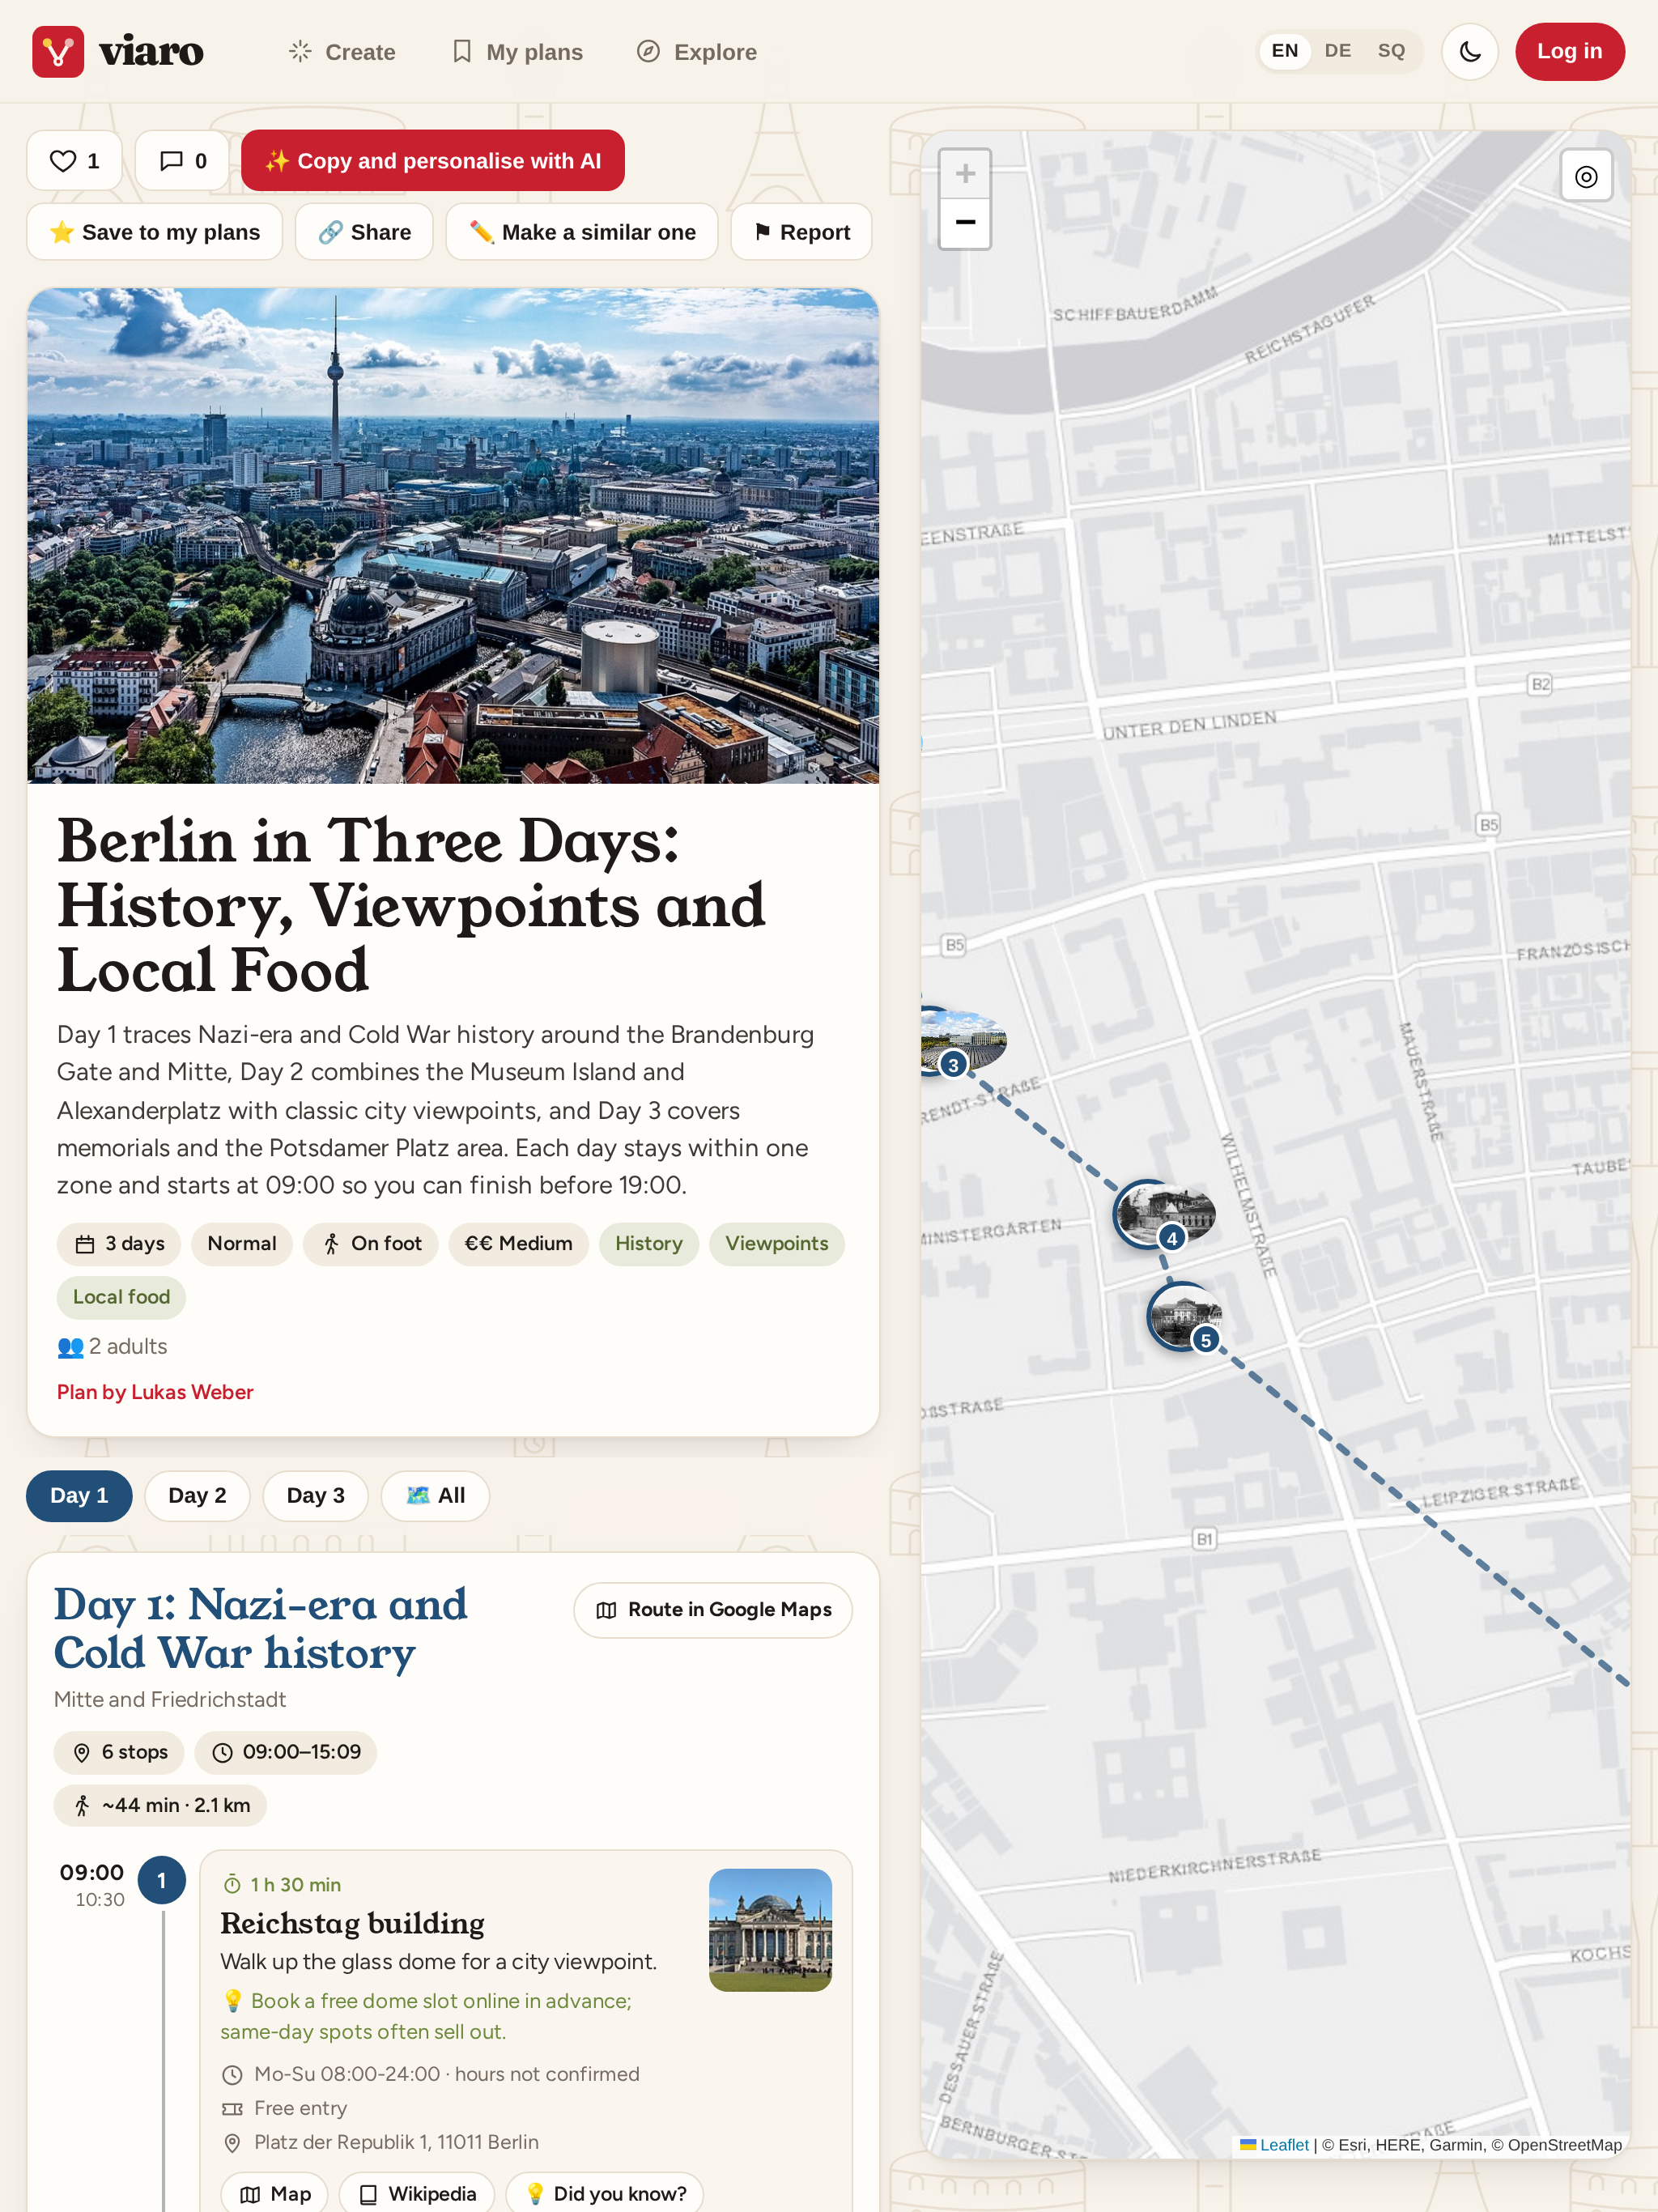 viaro
Create
My plans
Explore
EN DE SQ
Log in
1
0
✨ Copy and personalise with AI
⭐ Save to my plans
🔗 Share
✏️ Make a similar one
⚑ Report
Berlin in Three Days:
History, Viewpoints and
Local Food
Day 1 traces Nazi-era and Cold War history around the Brandenburg
Gate and Mitte, Day 2 combines the Museum Island and
Alexanderplatz with classic city viewpoints, and Day 3 covers
memorials and the Potsdamer Platz area. Each day stays within one
zone and starts at 09:00 so you can finish before 19:00.
3 days
Normal
On foot
€€ Medium
History
Viewpoints
Local food
👥 2 adults
Plan by Lukas Weber
Day 1
Day 2
Day 3
🗺️ All
Day 1: Nazi-era and
Cold War history
Route in Google Maps
Mitte and Friedrichstadt
6 stops
09:00–15:09
~44 min · 2.1 km
09:00
10:30
1
1 h 30 min
Reichstag building
Walk up the glass dome for a city viewpoint.
💡 Book a free dome slot online in advance;
same-day spots often sell out.
Mo-Su 08:00-24:00 · hours not confirmed
Free entry
Platz der Republik 1, 11011 Berlin
Map
Wikipedia
💡 Did you know?
+
−
SCHIFFBAUERDAMM
REICHSTAGUFER
EENSTRAßE
MITTELST
B2
UNTER DEN LINDEN
B5
B5
FRANZÖSISCH
MAUERSTRAßE
3
RENDT-STRAßE
WILHELMSTRAßE
TAUBE
4
MINISTERGÄRTEN
5
OßSTRAßE
LEIPZIGER STRAßE
B1
NIEDERKIRCHNERSTRAßE
KOCHS
DESSAUER STRAßE
BERNBURGER ST
RAßE
Leaflet | © Esri, HERE, Garmin, © OpenStreetMap